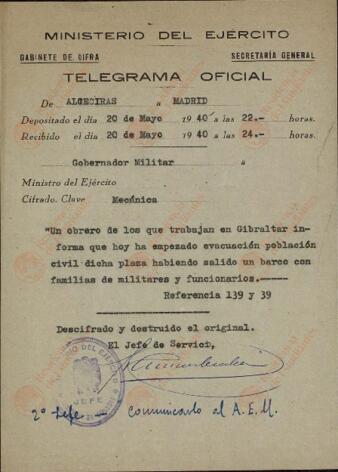 MINISTERIO DEL EJÉRCITO
GABINETE DE CIFRA SECRETARÍA GENERAL
TELEGRAMA OFICIAL
De ALGECIRAS a MADRID
Depositado el día 20 de Mayo 1940 a las 22.- horas.
Recibido el día 20 de Mayo 1940 a las 24.- horas.
Gobernador Militar a
Ministro del Ejército
Cifrado. Clave Mecánica
"Un obrero de los que trabajan en Gibraltar in-
forma que hoy ha empezado evacuación población
civil dicha plaza habiendo salido un barco con
familias de militares y funcionarios.-----
Referencia 139 y 39
Descifrado y destruido el original.
El Jefe de Servici,
JEFE
2º Jefe — Comunicarlo al A.E.M.